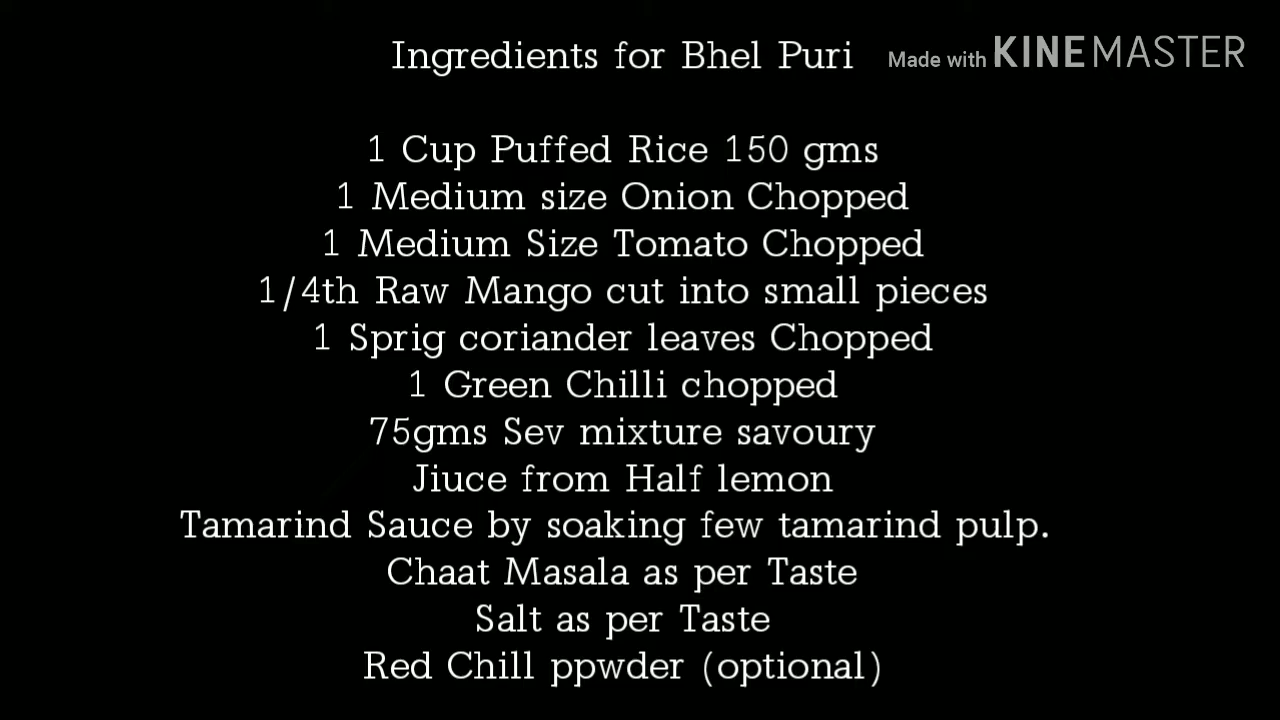 Ingredients for Bhel Puri
Made with KINEMASTER
1 Cup Puffed Rice 150 gms
1 Medium size Onion Chopped
1 Medium Size Tomato Chopped
1/4th Raw Mango cut into small pieces
1 Sprig coriander leaves Chopped
1 Green Chilli chopped
75gms Sev mixture savoury
Jiuce from Half lemon
Tamarind Sauce by soaking few tamarind pulp.
Chaat Masala as per Taste
Salt as per Taste
Red Chill ppwder (optional)